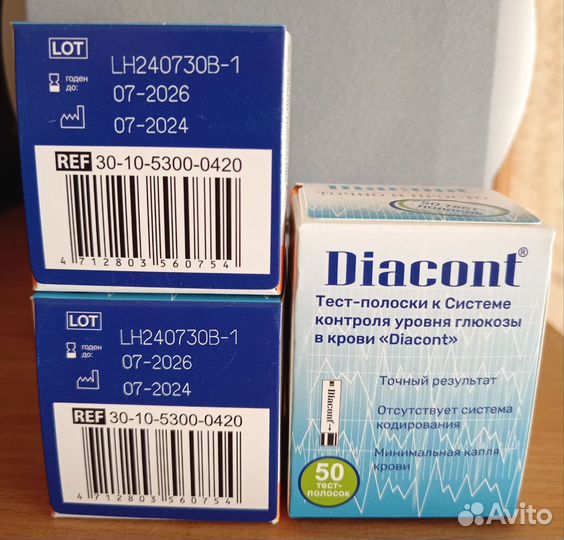 LOT
LH240730B-1
годен
до:
07-2026
07-2024
REF 30-10-5300-0420
4 712803 560754
LOT
LH240730B-1
годен
до:
07-2026
07-2024
REF 30-10-5300-0420
4 712803 560754
Diacont
ТОЧНО И ПРОСТО
50 ТЕСТ-
ПОЛОСОК
Diacont®
Тест-полоски к Системе
контроля уровня глюкозы
в крови «Diacont»
Точный результат
Отсутствует система
кодирования
Минимальная капля
крови
Diacont
50
тест-
полосок
Avito